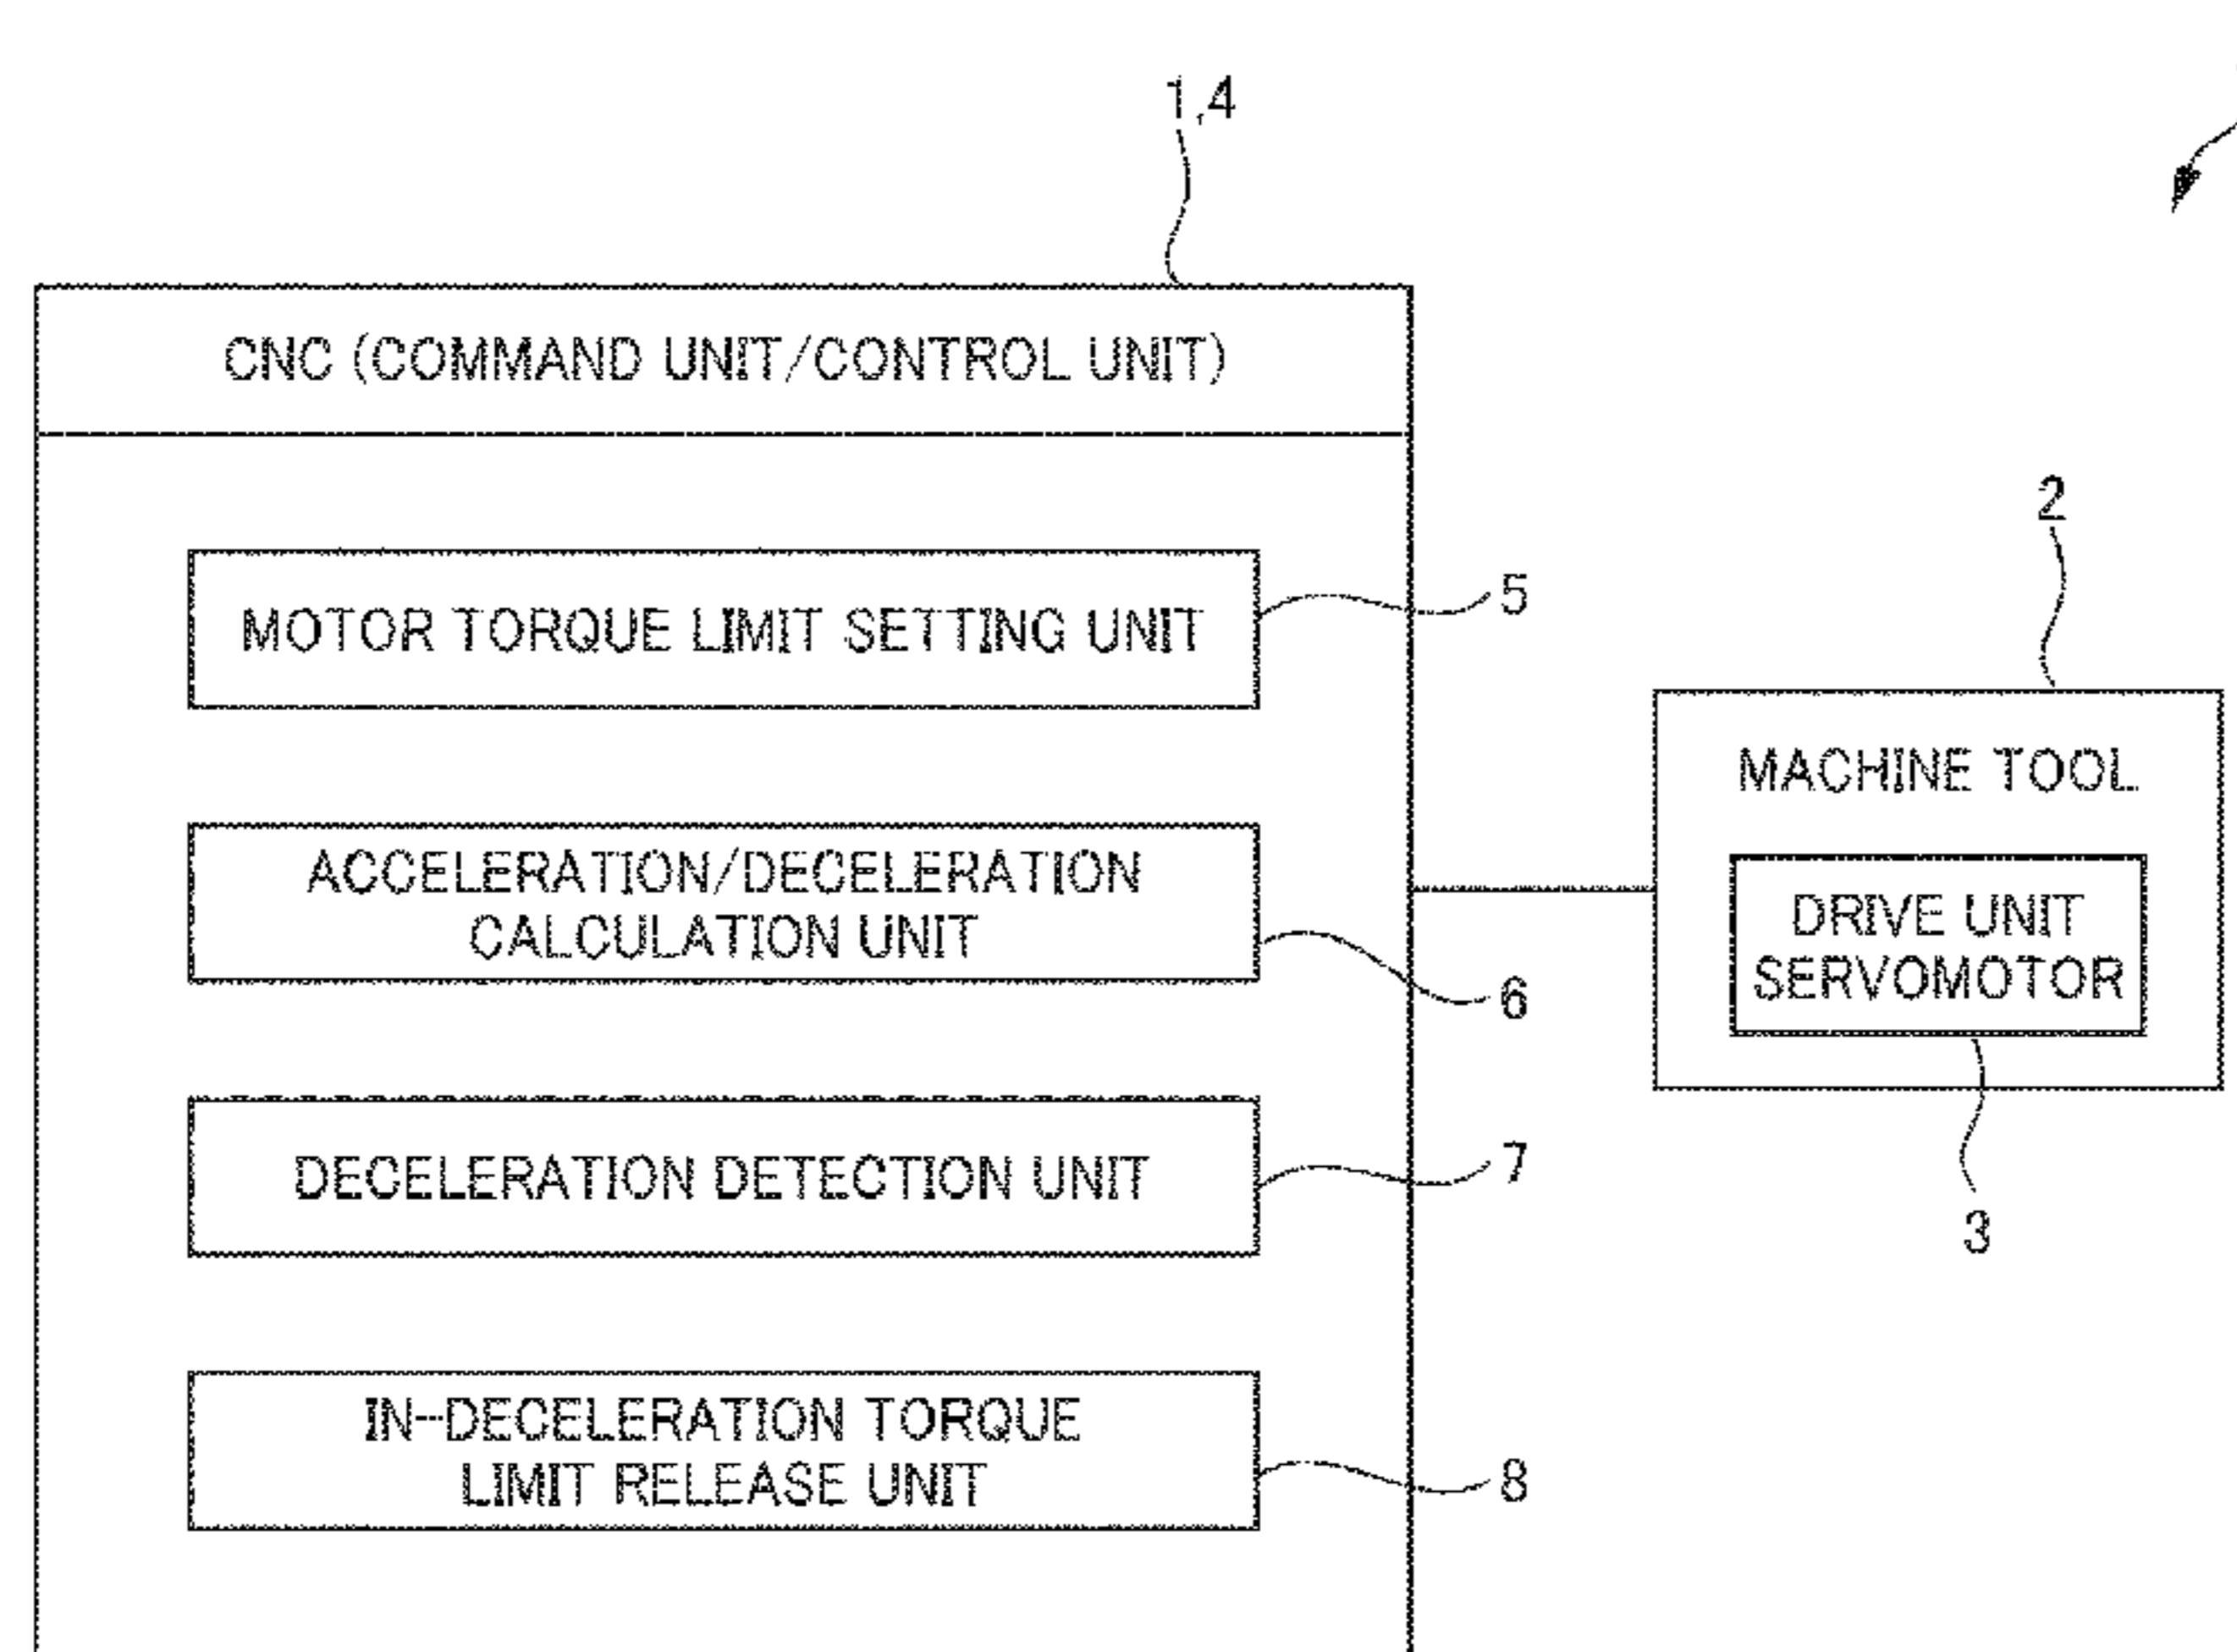 1,4
CNC (COMMAND UNIT/CONTROL UNIT)
2
MOTOR TORQUE LIMIT SETTING UNIT
5
MACHINE TOOL
ACCELERATION/DECELERATION
CALCULATION UNIT
6
DRIVE UNIT
SERVOMOTOR
3
DECELERATION DETECTION UNIT
7
IN-DECELERATION TORQUE
LIMIT RELEASE UNIT
8